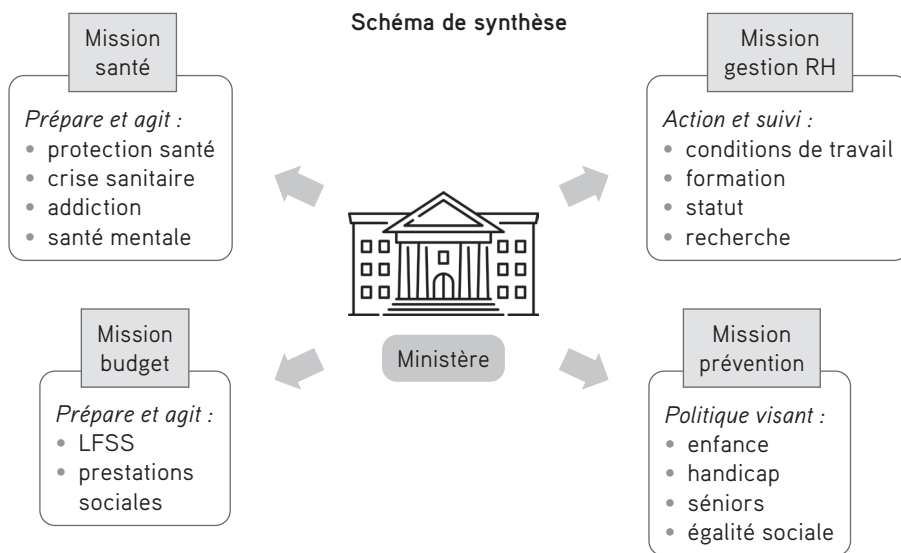 Schéma de synthèse
Mission
santé
Prépare et agit :
• protection santé
• crise sanitaire
• addiction
• santé mentale
Mission
gestion RH
Action et suivi :
• conditions de travail
• formation
• statut
• recherche
Ministère
Mission
budget
Prépare et agit :
• LFSS
• prestations
sociales
Mission
prévention
Politique visant :
• enfance
• handicap
• séniors
• égalité sociale